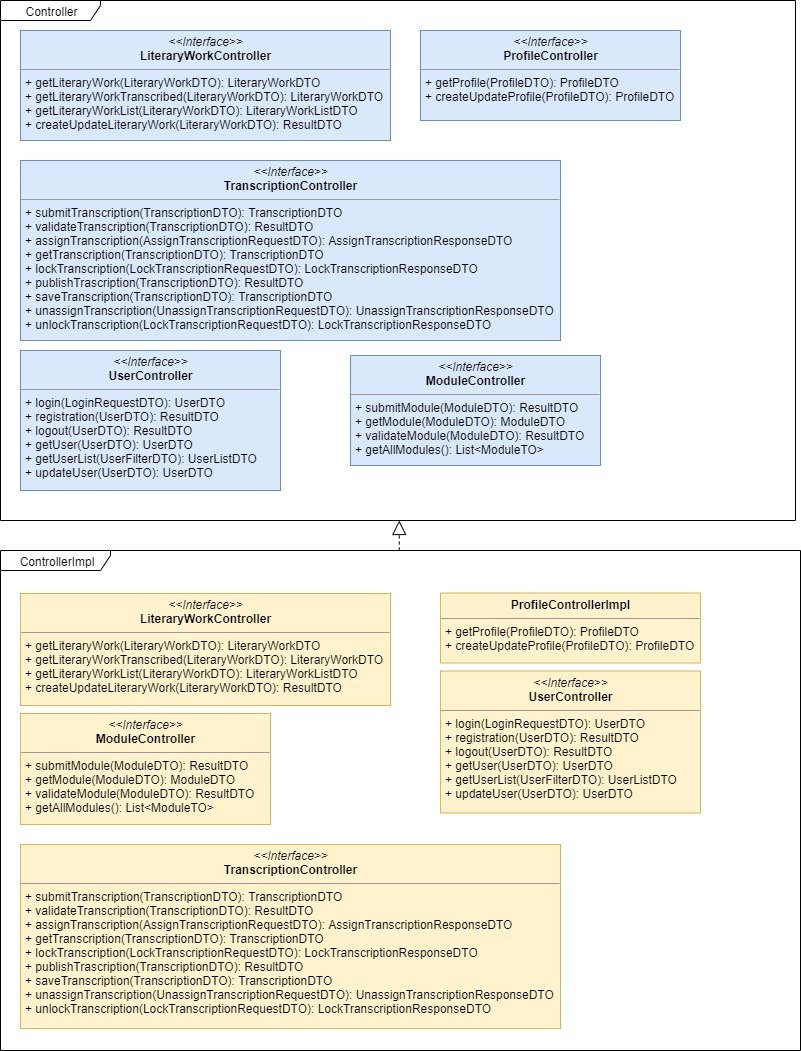 Controller
<<Interface>>
LiteraryWorkController
+ getLiteraryWork(LiteraryWorkDTO): LiteraryWorkDTO
+ getLiteraryWorkTranscribed(LiteraryWorkDTO): LiteraryWorkDTO
+ getLiteraryWorkList(LiteraryWorkDTO): LiteraryWorkListDTO
+ createUpdateLiteraryWork(LiteraryWorkDTO): ResultDTO
<<Interface>>
ProfileController
+ getProfile(ProfileDTO): ProfileDTO
+ createUpdateProfile(ProfileDTO): ProfileDTO
<<Interface>>
TranscriptionController
+ submitTranscription(TranscriptionDTO): TranscriptionDTO
+ validateTranscription(TranscriptionDTO): ResultDTO
+ assignTranscription(AssignTranscriptionRequestDTO): AssignTranscriptionResponseDTO
+ getTranscription(TranscriptionDTO): TranscriptionDTO
+ lockTranscription(LockTranscriptionRequestDTO): LockTranscriptionResponseDTO
+ publishTrascription(TranscriptionDTO): ResultDTO
+ saveTranscription(TranscriptionDTO): TranscriptionDTO
+ unassignTranscription(UnassignTranscriptionRequestDTO): UnassignTranscriptionResponseDTO
+ unlockTranscription(LockTranscriptionRequestDTO): LockTranscriptionResponseDTO
<<Interface>>
UserController
+ login(LoginRequestDTO): UserDTO
+ registration(UserDTO): ResultDTO
+ logout(UserDTO): ResultDTO
+ getUser(UserDTO): UserDTO
+ getUserList(UserFilterDTO): UserListDTO
+ updateUser(UserDTO): UserDTO
<<Interface>>
ModuleController
+ submitModule(ModuleDTO): ResultDTO
+ getModule(ModuleDTO): ModuleDTO
+ validateModule(ModuleDTO): ResultDTO
+ getAllModules(): List<ModuleTO>
ControllerImpl
<<Interface>>
LiteraryWorkController
+ getLiteraryWork(LiteraryWorkDTO): LiteraryWorkDTO
+ getLiteraryWorkTranscribed(LiteraryWorkDTO): LiteraryWorkDTO
+ getLiteraryWorkList(LiteraryWorkDTO): LiteraryWorkListDTO
+ createUpdateLiteraryWork(LiteraryWorkDTO): ResultDTO
ProfileControllerImpl
+ getProfile(ProfileDTO): ProfileDTO
+ createUpdateProfile(ProfileDTO): ProfileDTO
<<Interface>>
UserController
+ login(LoginRequestDTO): UserDTO
+ registration(UserDTO): ResultDTO
+ logout(UserDTO): ResultDTO
+ getUser(UserDTO): UserDTO
+ getUserList(UserFilterDTO): UserListDTO
+ updateUser(UserDTO): UserDTO
<<Interface>>
ModuleController
+ submitModule(ModuleDTO): ResultDTO
+ getModule(ModuleDTO): ModuleDTO
+ validateModule(ModuleDTO): ResultDTO
+ getAllModules(): List<ModuleTO>
<<Interface>>
TranscriptionController
+ submitTranscription(TranscriptionDTO): TranscriptionDTO
+ validateTranscription(TranscriptionDTO): ResultDTO
+ assignTranscription(AssignTranscriptionRequestDTO): AssignTranscriptionResponseDTO
+ getTranscription(TranscriptionDTO): TranscriptionDTO
+ lockTranscription(LockTranscriptionRequestDTO): LockTranscriptionResponseDTO
+ publishTrascription(TranscriptionDTO): ResultDTO
+ saveTranscription(TranscriptionDTO): TranscriptionDTO
+ unassignTranscription(UnassignTranscriptionRequestDTO): UnassignTranscriptionResponseDTO
+ unlockTranscription(LockTranscriptionRequestDTO): LockTranscriptionResponseDTO